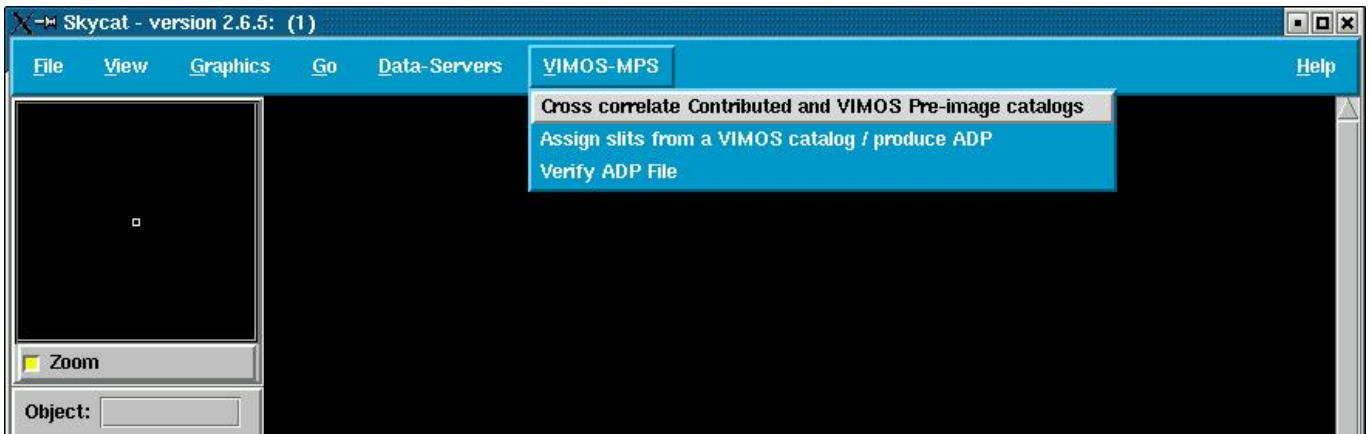 Skycat - version 2.6.5: (1)
File View Graphics Go Data-Servers VIMOS-MPS Help
Cross correlate Contributed and VIMOS Pre-image catalogs
Assign slits from a VIMOS catalog / produce ADP
Verify ADP File
Zoom
Object: